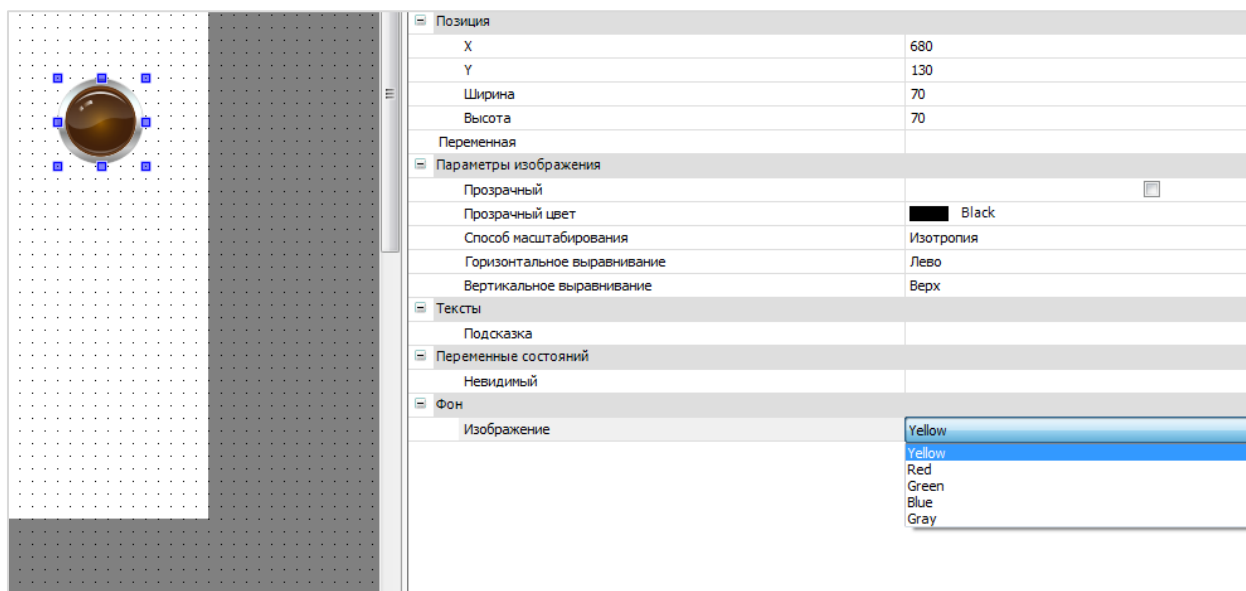 Позиция
X 680
Y 130
Ширина 70
Высота 70
Переменная
Параметры изображения
Прозрачный
Прозрачный цвет Black
Способ масштабирования Изотропия
Горизонтальное выравнивание Лево
Вертикальное выравнивание Верх
Тексты
Подсказка
Переменные состояний
Невидимый
Фон
Изображение Yellow
Yellow
Red
Green
Blue
Gray